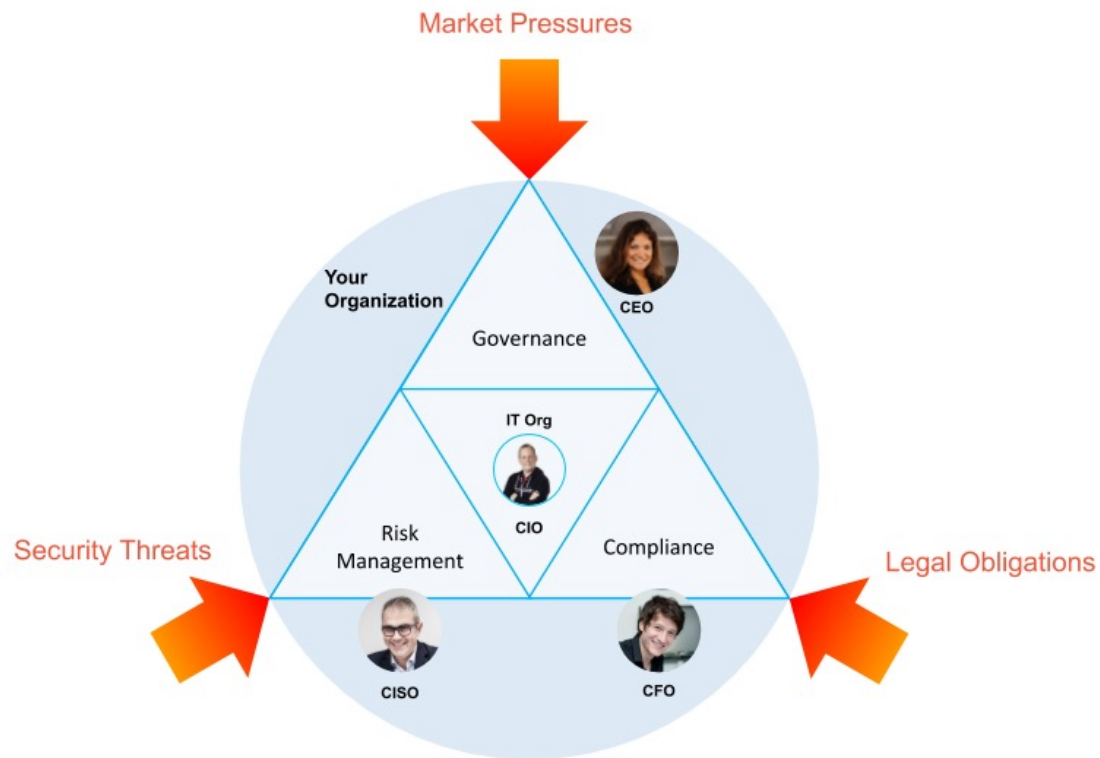 Market Pressures
Your
Organization
CEO
Governance
IT Org
CIO
Risk
Management
Compliance
Security Threats
Legal Obligations
CISO
CFO